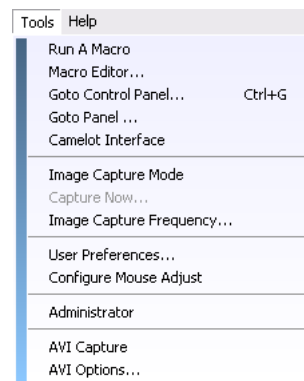 Tools Help
Run A Macro
Macro Editor...
Goto Control Panel... Ctrl+G
Goto Panel ...
Camelot Interface
Image Capture Mode
Capture Now...
Image Capture Frequency...
User Preferences...
Configure Mouse Adjust
Administrator
AVI Capture
AVI Options...